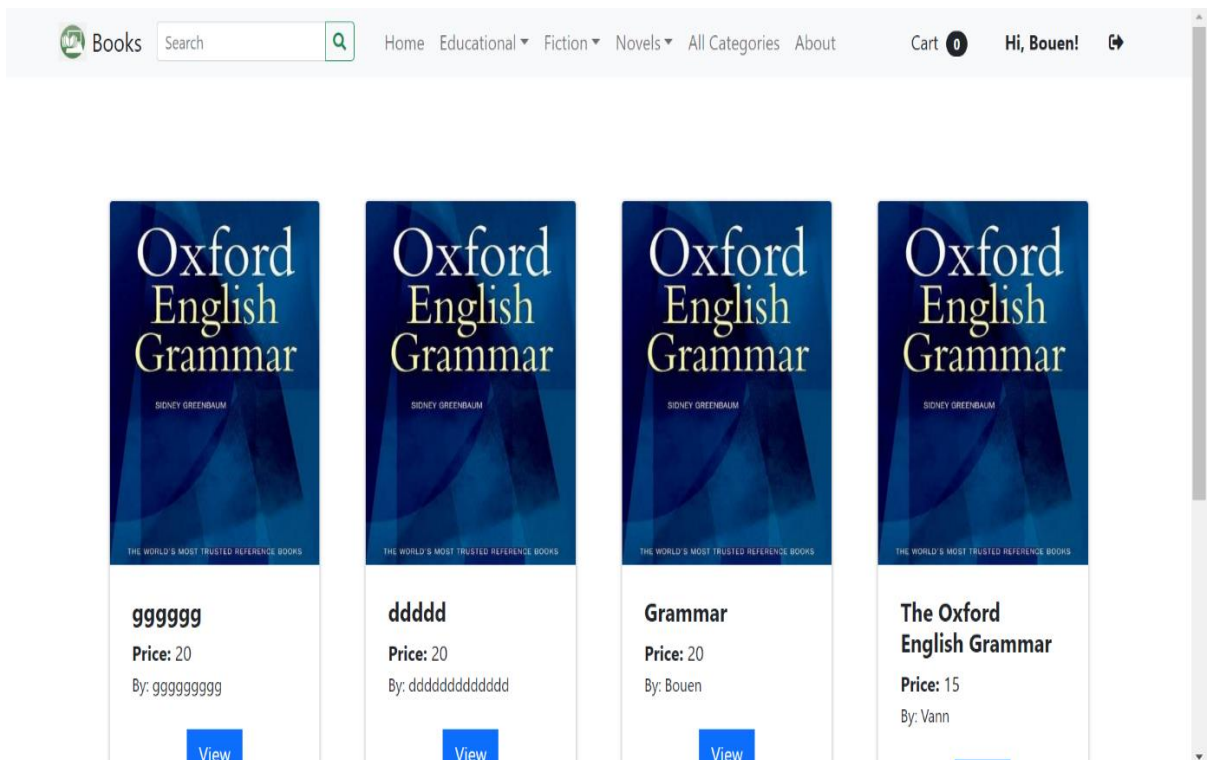 Books Search Home Educational Fiction Novels All Categories About Cart 0 Hi, Bouen!
Oxford
English
Grammar
SIDNEY GREENBAUM
THE WORLD'S MOST TRUSTED REFERENCE BOOKS
gggggg
Price: 20
By: ggggggggg
View
Oxford
English
Grammar
SIDNEY GREENBAUM
THE WORLD'S MOST TRUSTED REFERENCE BOOKS
ddddd
Price: 20
By: ddddddddddddd
View
Oxford
English
Grammar
SIDNEY GREENBAUM
THE WORLD'S MOST TRUSTED REFERENCE BOOKS
Grammar
Price: 20
By: Bouen
View
Oxford
English
Grammar
SIDNEY GREENBAUM
THE WORLD'S MOST TRUSTED REFERENCE BOOKS
The Oxford
English Grammar
Price: 15
By: Vann